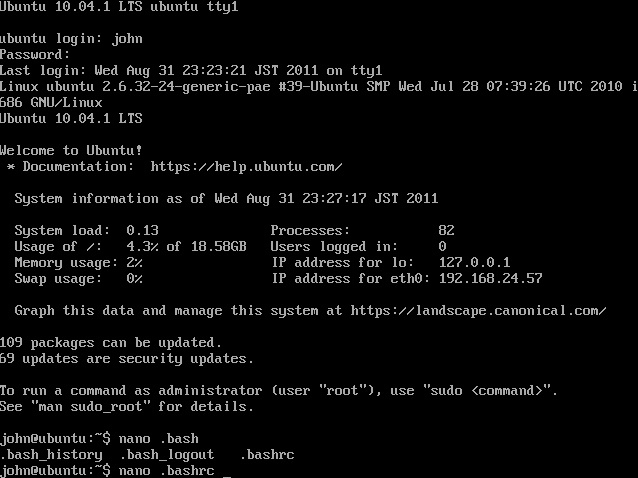 Ubuntu 10.04.1 LTS ubuntu tty1
ubuntu login: john
Password:
Last login: Wed Aug 31 23:23:21 JST 2011 on tty1
Linux ubuntu 2.6.32-24-generic-pae #39-Ubuntu SMP Wed Jul 28 07:39:26 UTC 2010 i
686 GNU/Linux
Ubuntu 10.04.1 LTS
Welcome to Ubuntu!
 * Documentation:  https://help.ubuntu.com/
  System information as of Wed Aug 31 23:27:17 JST 2011
  System load:  0.13              Processes:           82
  Usage of /:   4.3% of 18.58GB   Users logged in:     0
  Memory usage: 2%                IP address for lo:   127.0.0.1
  Swap usage:   0%                IP address for eth0: 192.168.24.57
  Graph this data and manage this system at https://landscape.canonical.com/
109 packages can be updated.
69 updates are security updates.
To run a command as administrator (user "root"), use "sudo <command>".
See "man sudo_root" for details.
john@ubuntu:~$ nano .bash
.bash_history  .bash_logout   .bashrc
john@ubuntu:~$ nano .bashrc _